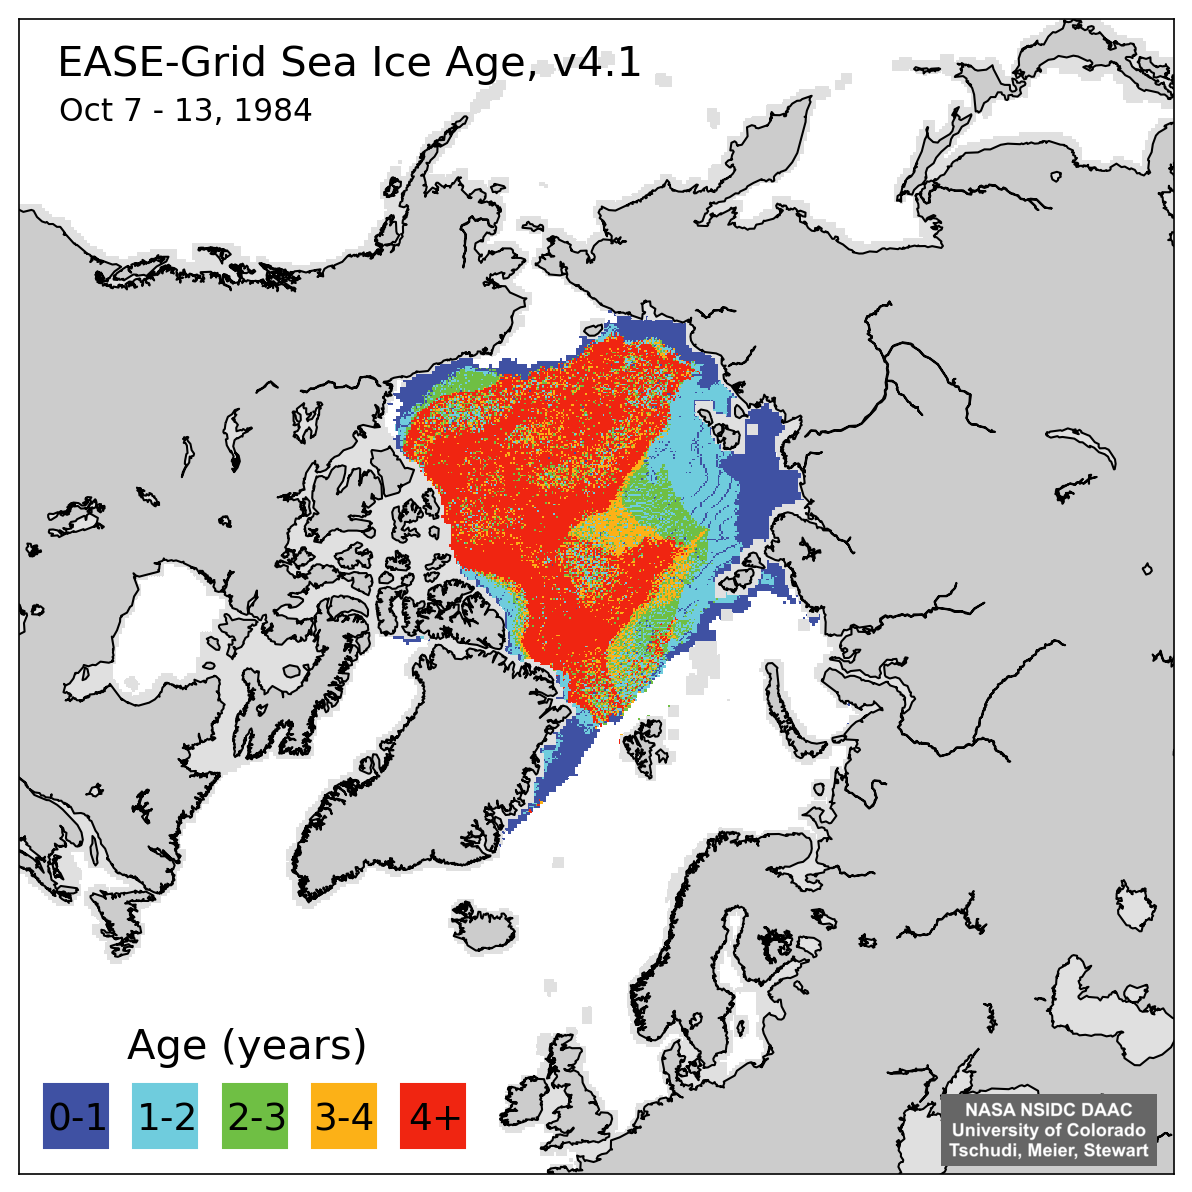 EASE-Grid Sea Ice Age, v4.1
Oct 7 - 13, 1984
Age (years)
0-1 1-2 2-3 3-4 4+
NASA NSIDC DAAC
University of Colorado
Tschudi, Meier, Stewart